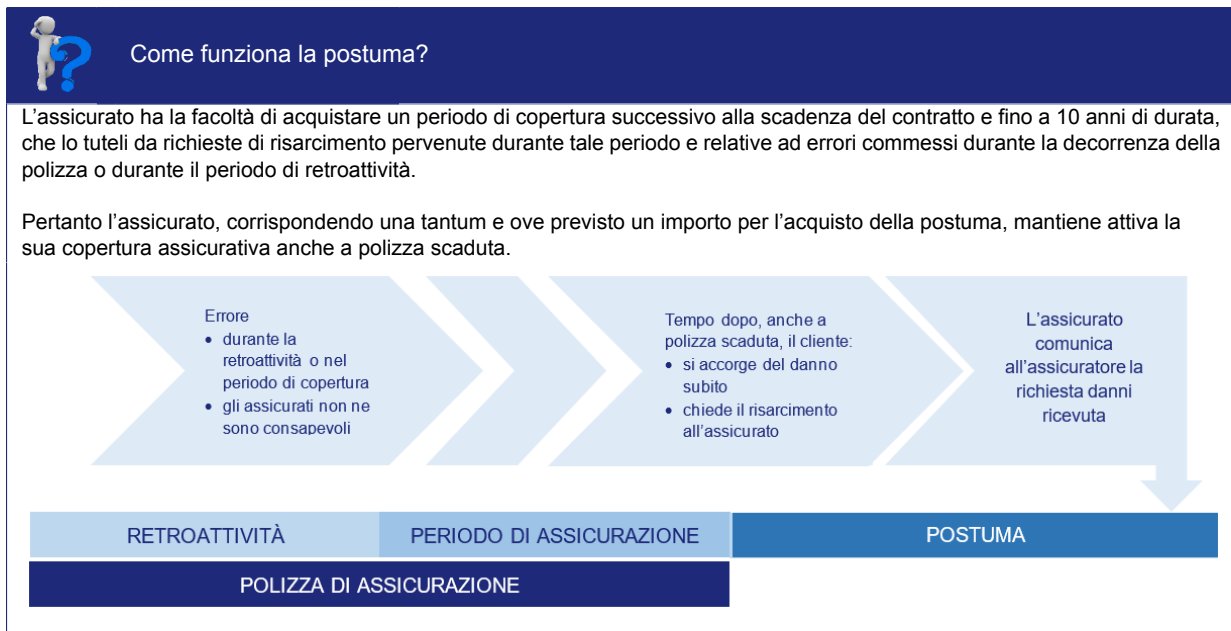 Come funziona la postuma?
L'assicurato ha la facoltà di acquistare un periodo di copertura successivo alla scadenza del contratto e fino a 10 anni di durata,
che lo tuteli da richieste di risarcimento pervenute durante tale periodo e relative ad errori commessi durante la decorrenza della
polizza o durante il periodo di retroattività.
Pertanto l'assicurato, corrispondendo una tantum e ove previsto un importo per l'acquisto della postuma, mantiene attiva la
sua copertura assicurativa anche a polizza scaduta.
Errore
• durante la
retroattività o nel
periodo di copertura
• gli assicurati non ne
sono consapevoli
Tempo dopo, anche a
polizza scaduta, il cliente:
• si accorge del danno
subito
• chiede il risarcimento
all'assicurato
L'assicurato
comunica
all'assicuratore la
richiesta danni
ricevuta
RETROATTIVITÀ
PERIODO DI ASSICURAZIONE
POSTUMA
POLIZZA DI ASSICURAZIONE